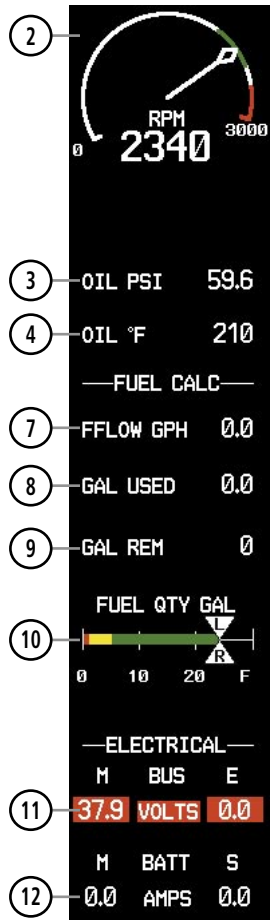 2
RPM
0 2340 3000
3 OIL PSI 59.6
4 OIL °F 210
FUEL CALC
7 FFLOW GPH 0.0
8 GAL USED 0.0
9 GAL REM 0
FUEL QTY GAL
L
10
R
0 10 20 F
ELECTRICAL
M BUS E
11 37.9 VOLTS 0.0
M BATT S
12 0.0 AMPS 0.0